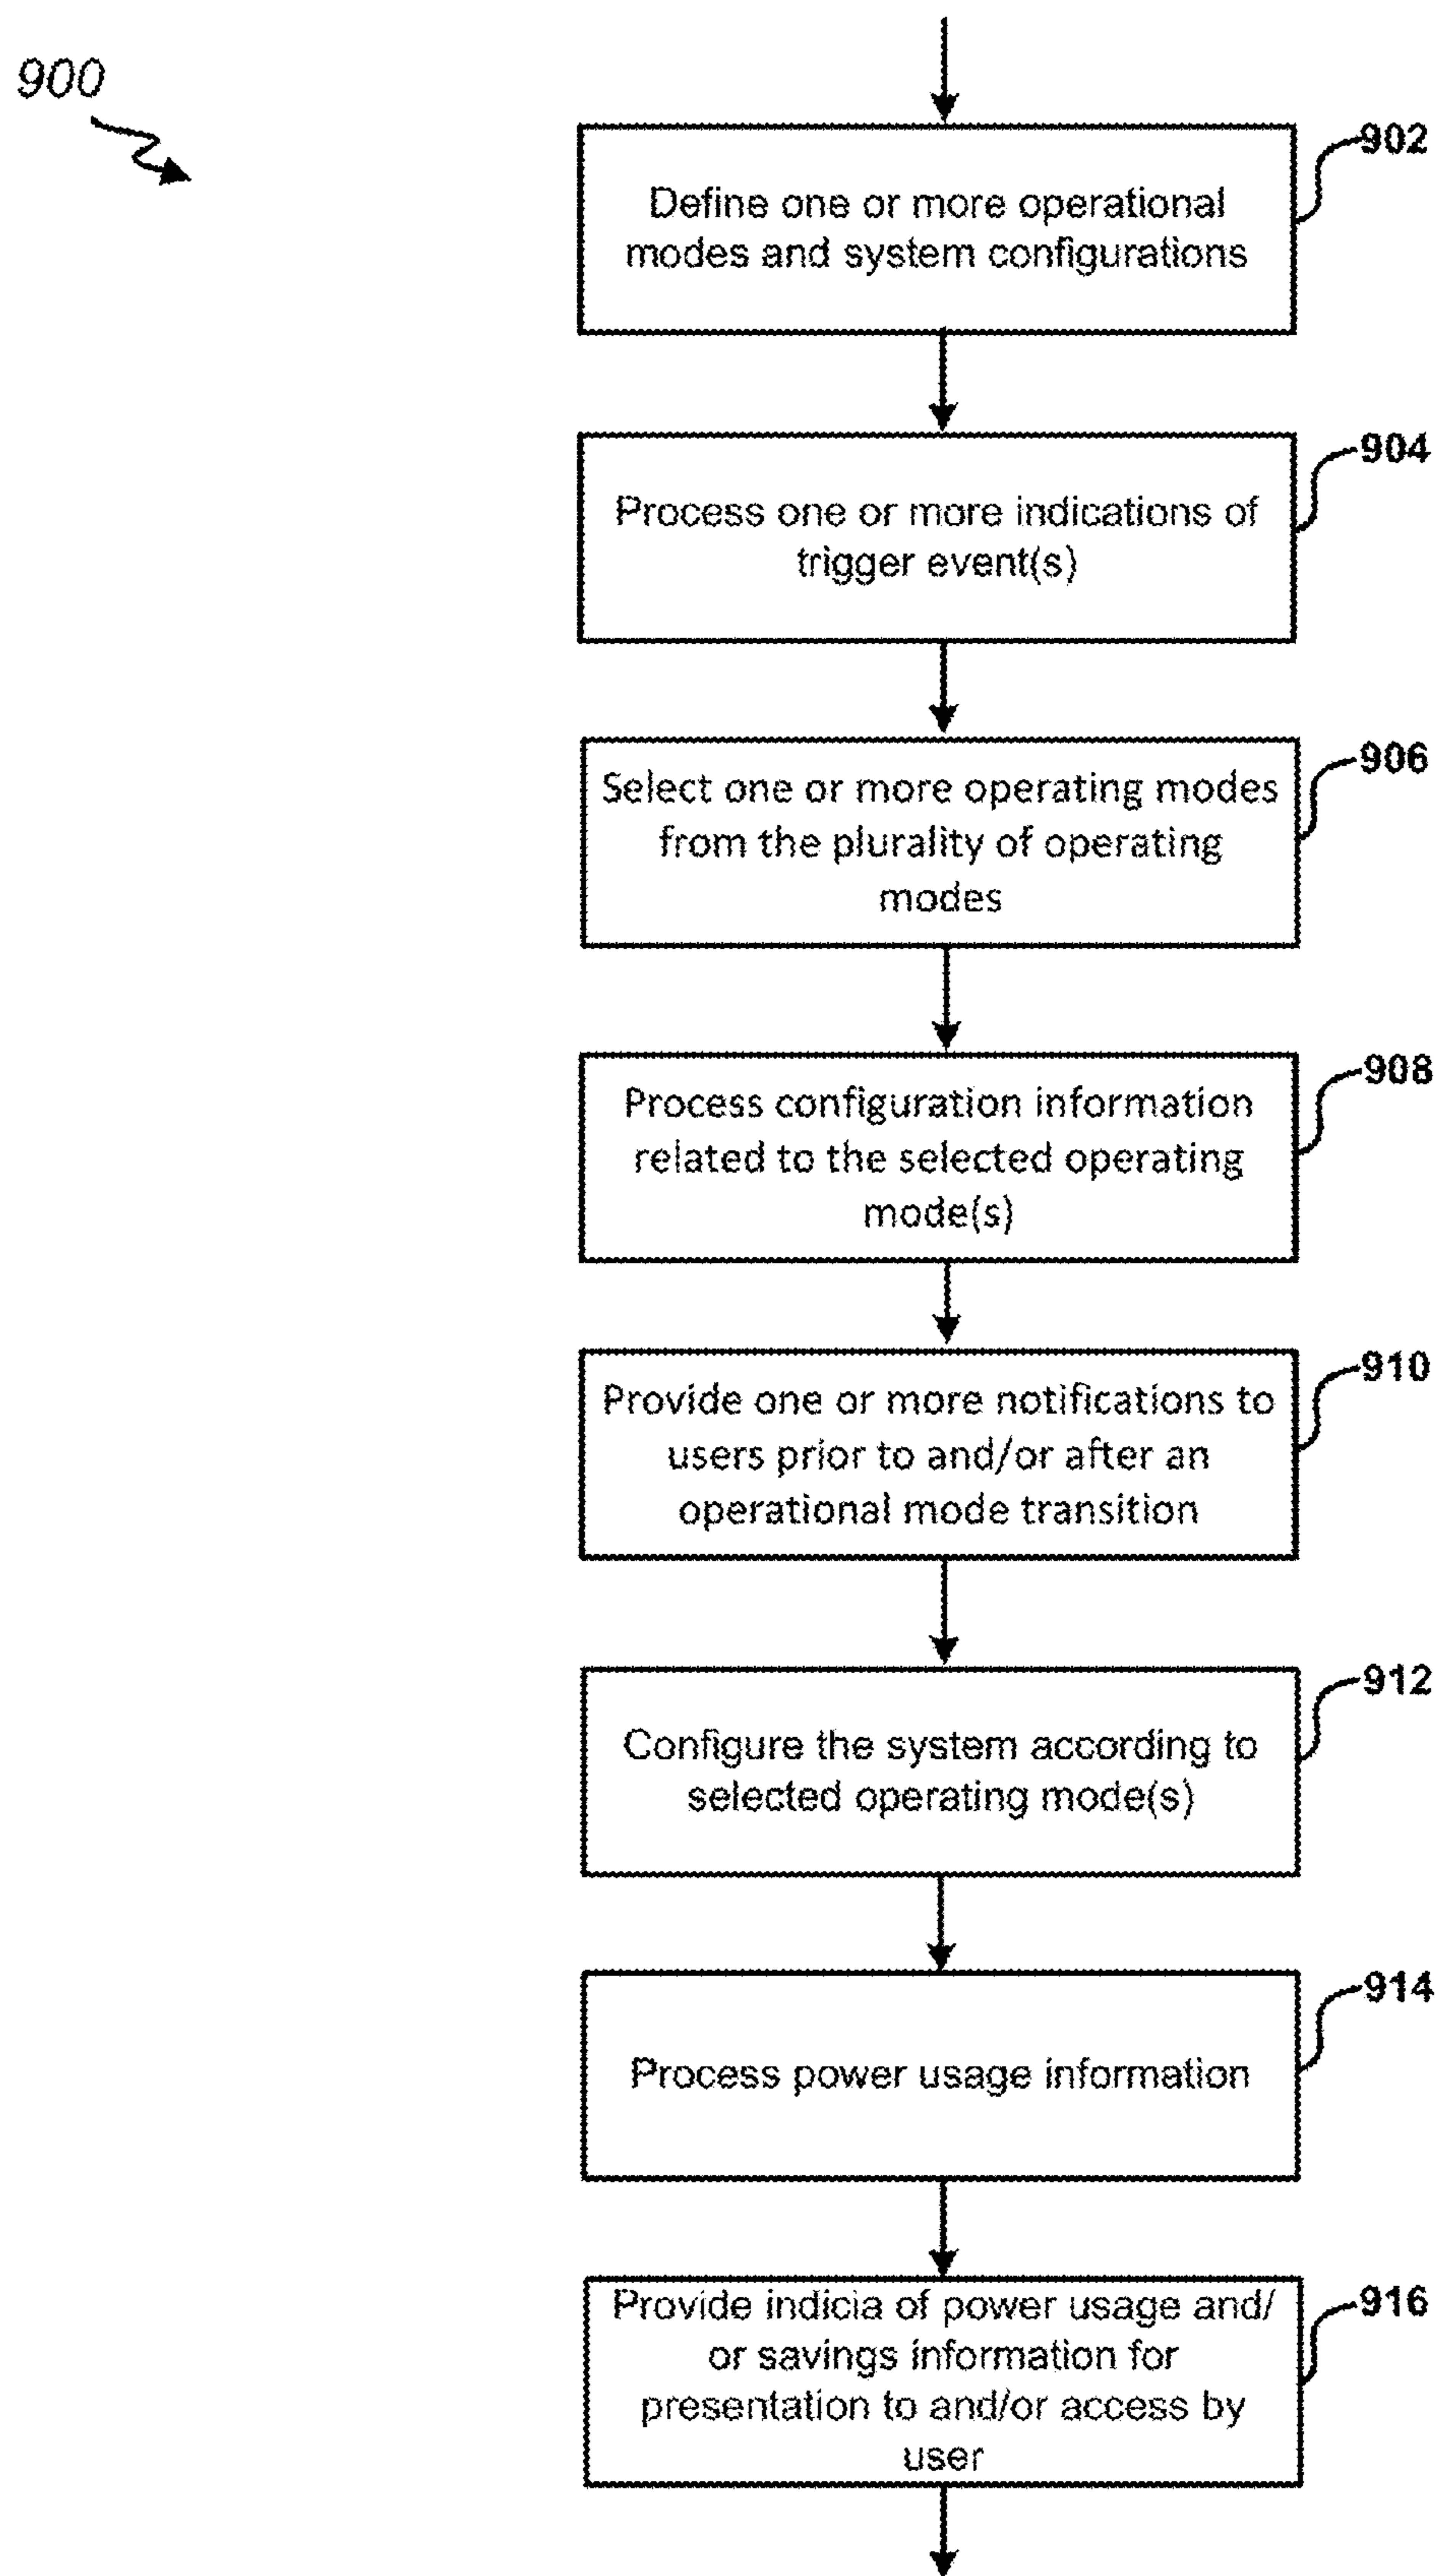 900
902
Define one or more operational
modes and system configurations
904
Process one or more indications of
trigger event(s)
906
Select one or more operating modes
from the plurality of operating
modes
908
Process configuration information
related to the selected operating
mode(s)
910
Provide one or more notifications to
users prior to and/or after an
operational mode transition
912
Configure the system according to
selected operating mode(s)
914
Process power usage information
916
Provide indicia of power usage and/
or savings information for
presentation to and/or access by
user